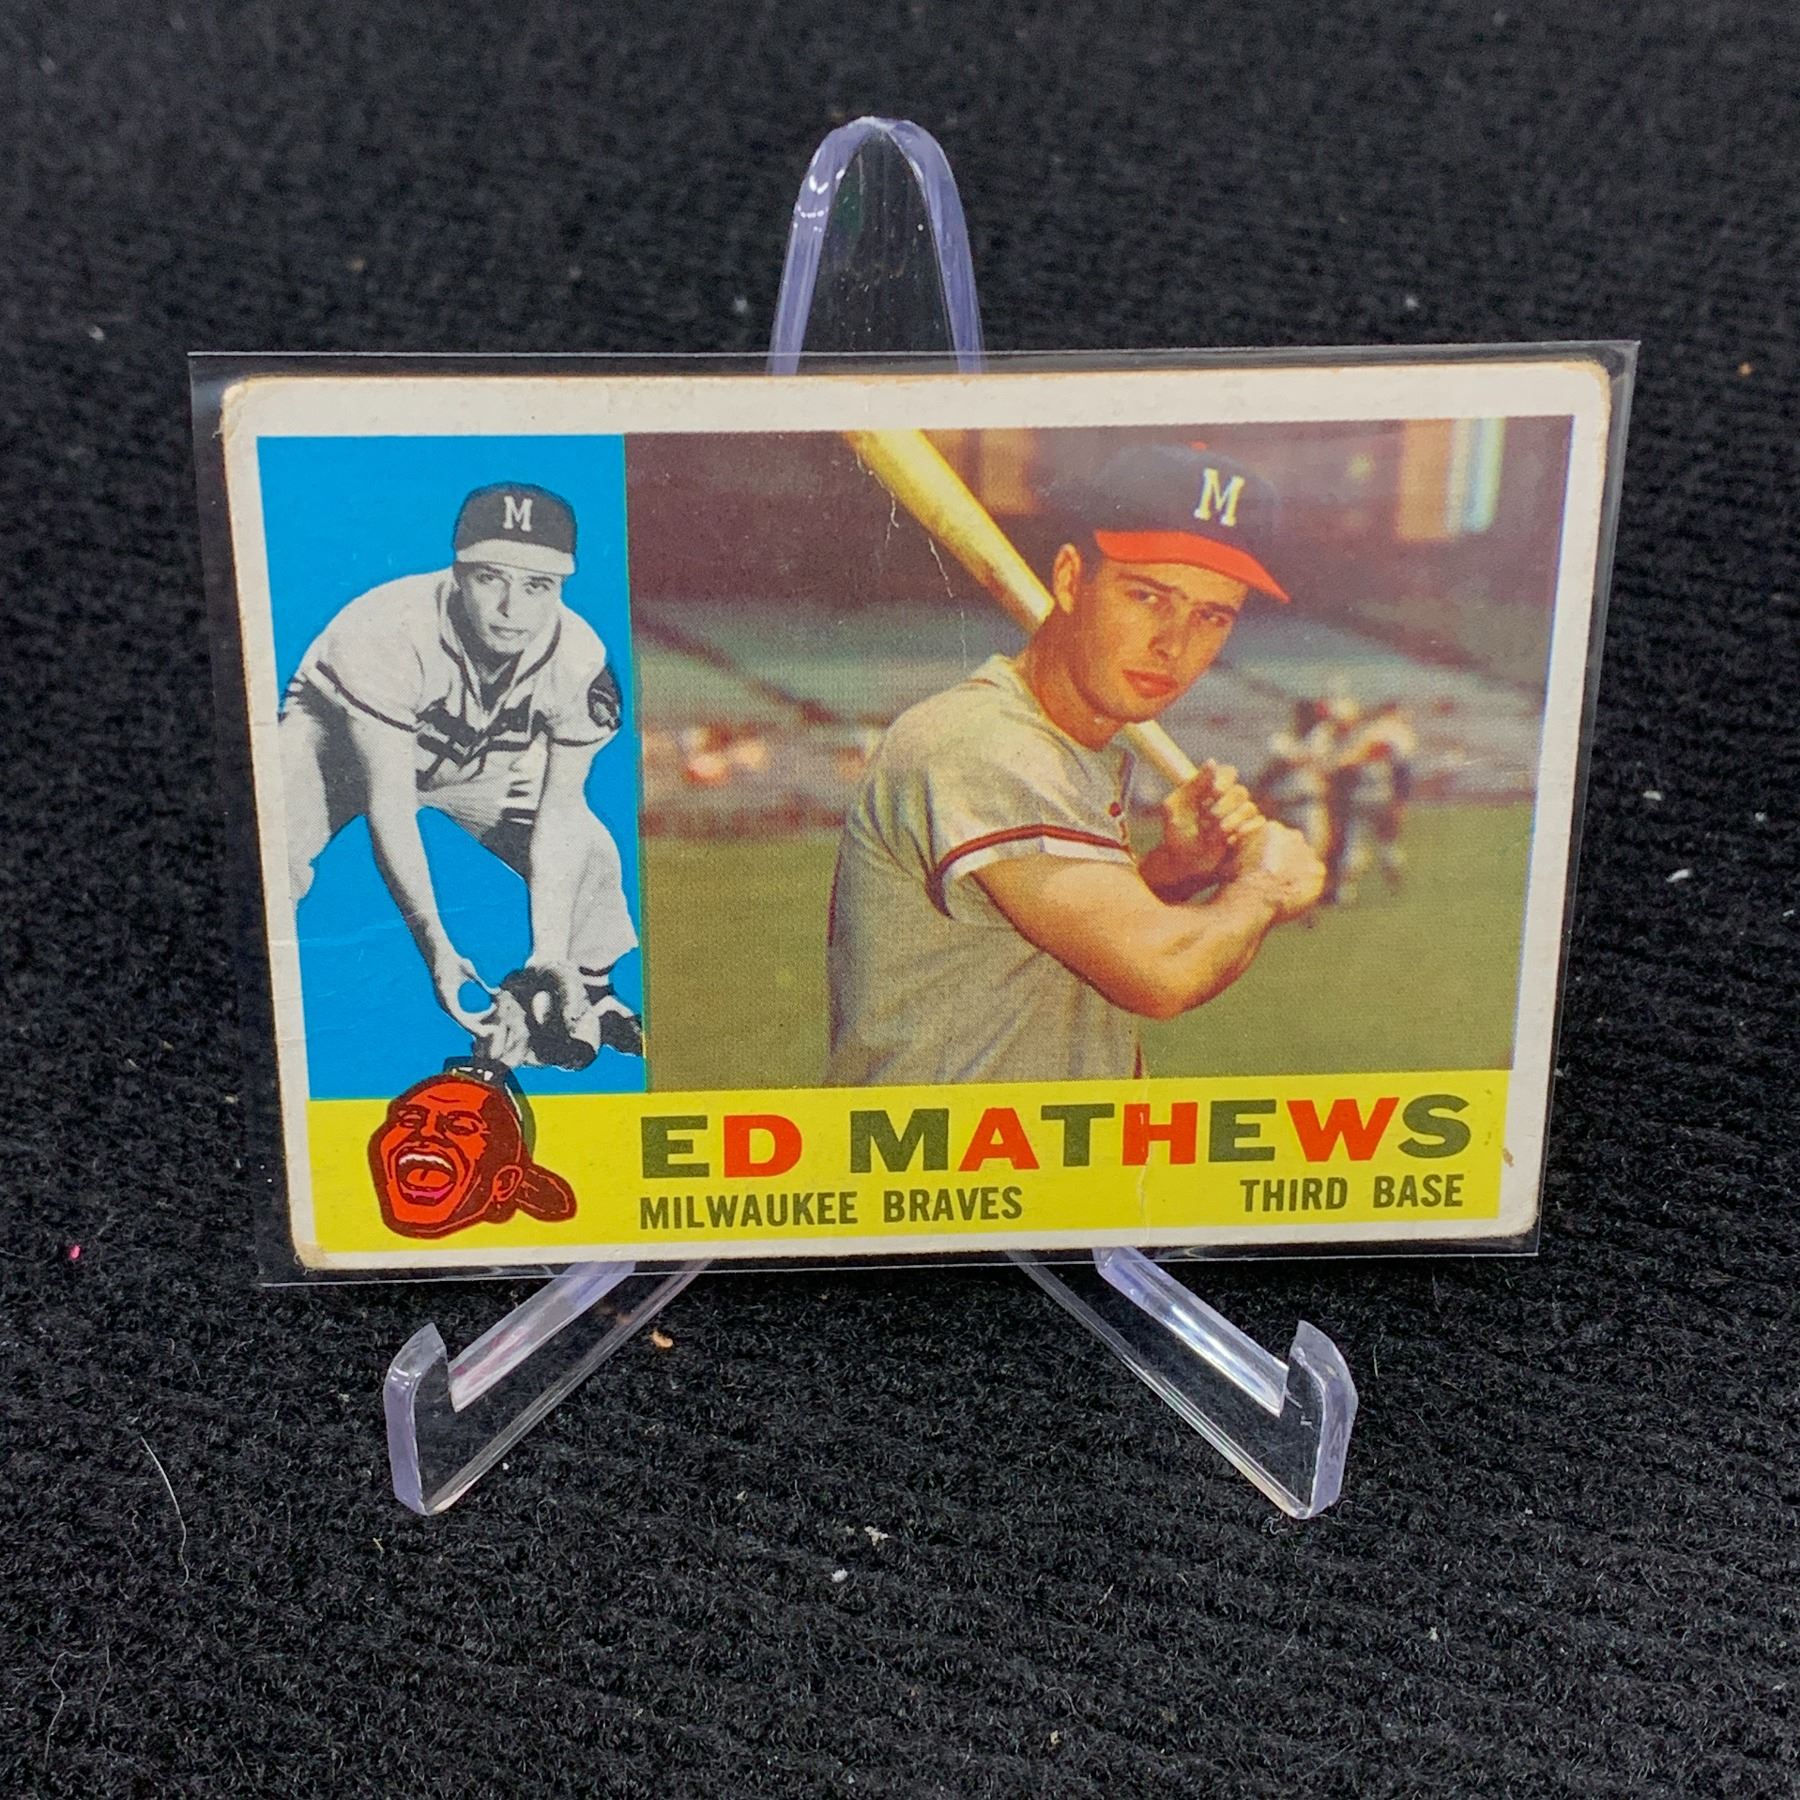 M
M
ED MATHEWS
MILWAUKEE BRAVES THIRD BASE